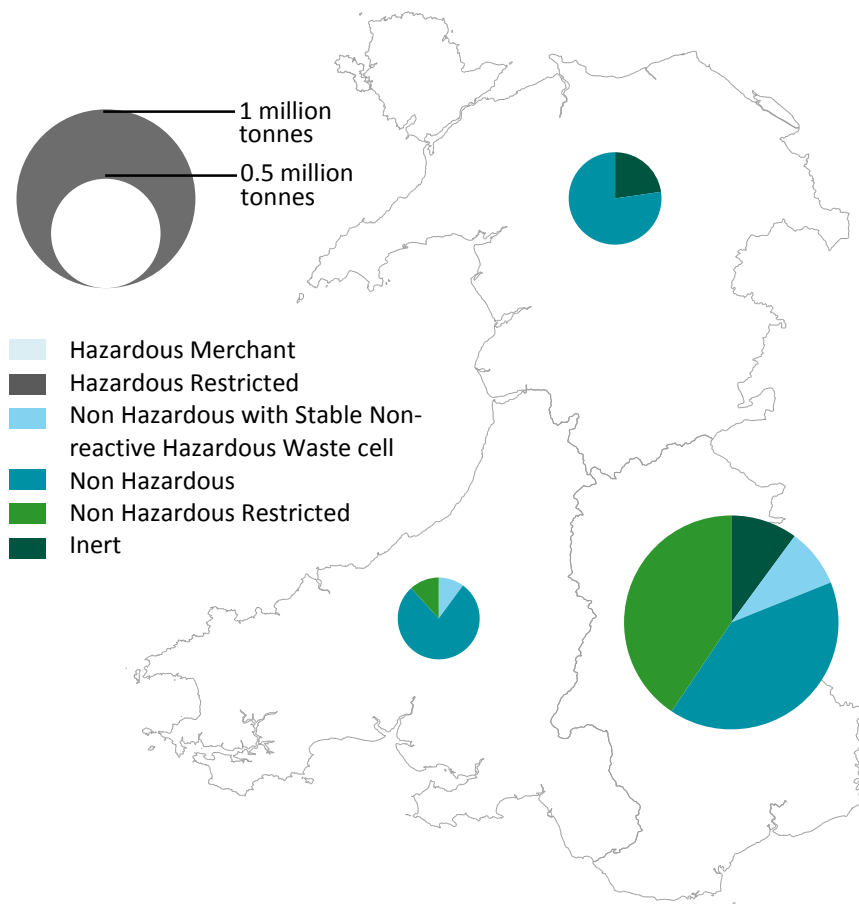 1 million
tonnes
0.5 million
tonnes
Hazardous Merchant
Hazardous Restricted
Non Hazardous with Stable Non-
reactive Hazardous Waste cell
Non Hazardous
Non Hazardous Restricted
Inert